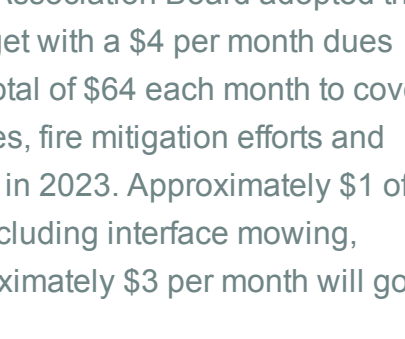 Association Board adopted th
get with a $4 per month dues
otal of $64 each month to cov
es, fire mitigation efforts and
in 2023. Approximately $1 of
cluding interface mowing,
ximately $3 per month will go